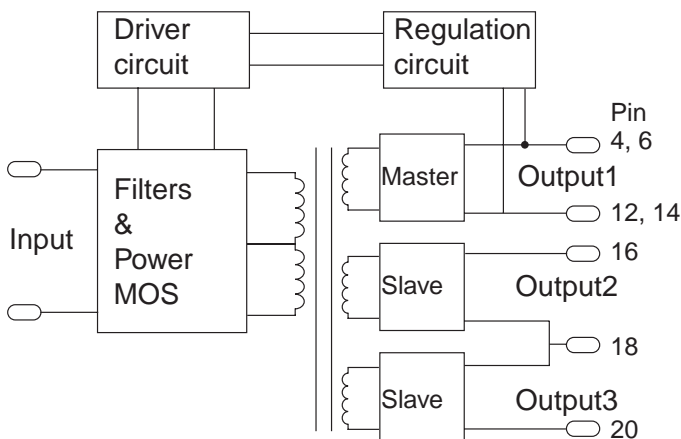 Driver
circuit
Regulation
circuit
Pin
4, 6
Filters
&
Power
MOS
Master
Output1
12, 14
Input
16
Slave
Output2
18
Slave
Output3
20